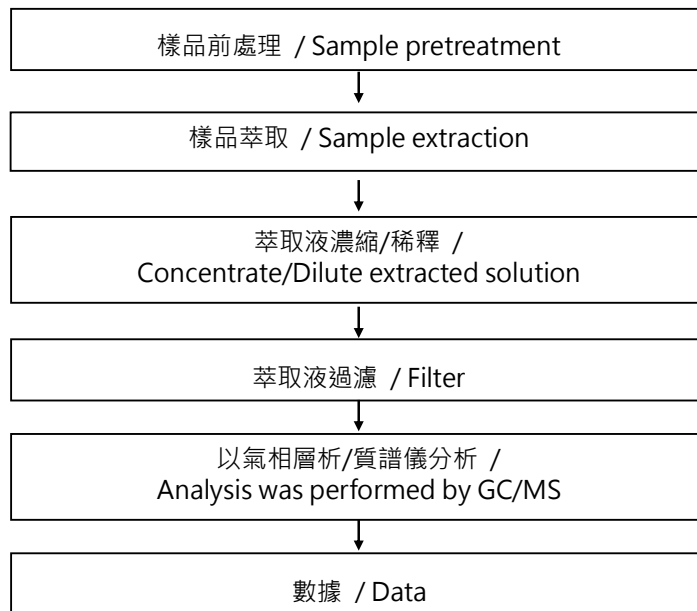 樣品前處理 / Sample pretreatment
樣品萃取 / Sample extraction
萃取液濃縮/稀釋 /
Concentrate/Dilute extracted solution
萃取液過濾 / Filter
以氣相層析/質譜儀分析 /
Analysis was performed by GC/MS
數據 / Data